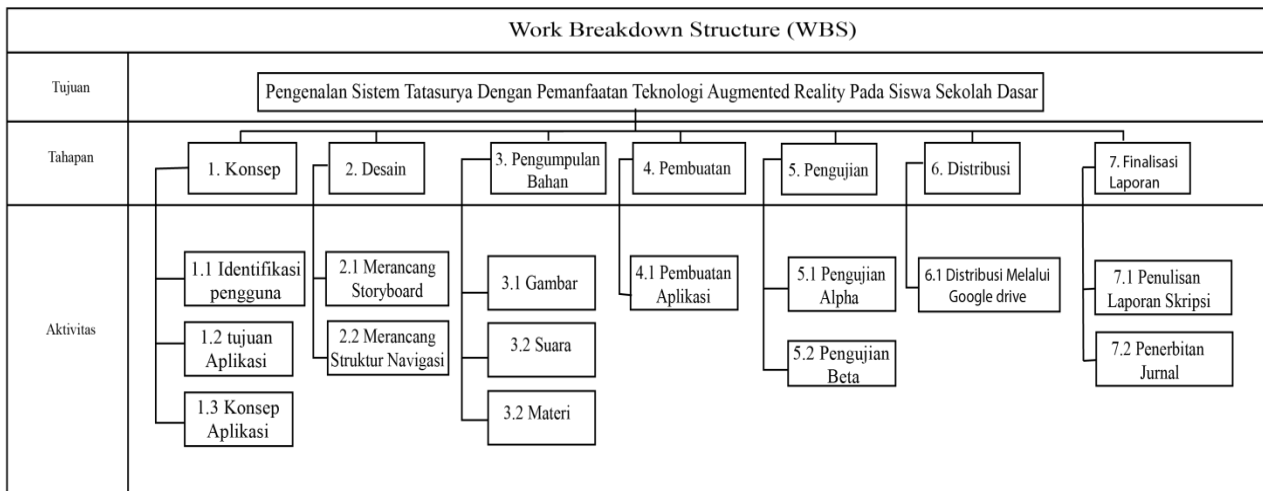 Work Breakdown Structure (WBS)
Tujuan
Pengenalan Sistem Tatasurya Dengan Pemanfaatan Teknologi Augmented Reality Pada Siswa Sekolah Dasar
Tahapan
1. Konsep
2. Desain
3. Pengumpulan
Bahan
4. Pembuatan
5. Pengujian
6. Distribusi
7. Finalisasi
Laporan
Aktivitas
1.1 Identifikasi
pengguna
1.2 tujuan
Aplikasi
1.3 Konsep
Aplikasi
2.1 Merancang
Storyboard
2.2 Merancang
Struktur Navigasi
3.1 Gambar
3.2 Suara
3.2 Materi
4.1 Pembuatan
Aplikasi
5.1 Pengujian
Alpha
5.2 Pengujian
Beta
6.1 Distribusi Melalui
Google drive
7.1 Penulisan
Laporan Skripsi
7.2 Penerbitan
Jurnal